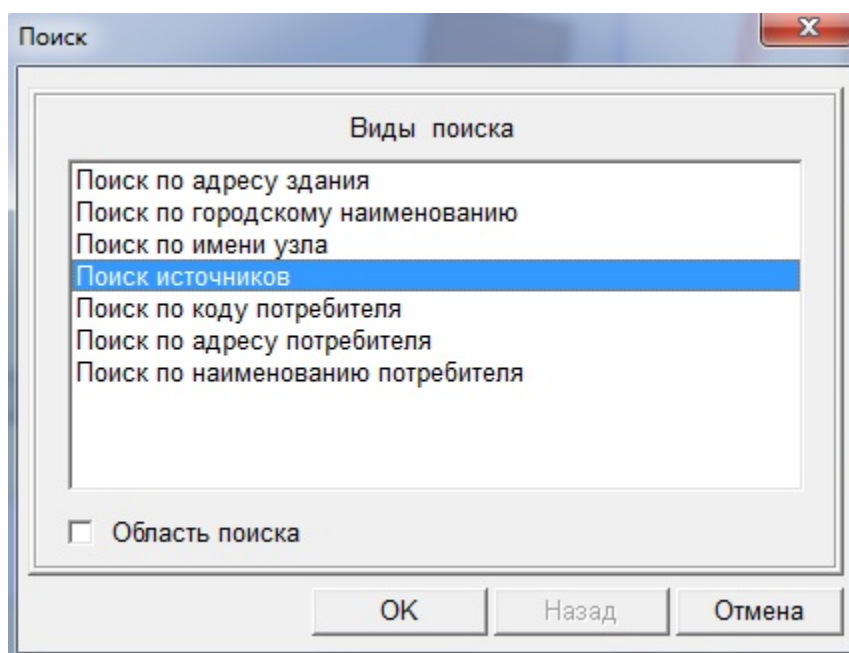 Поиск
Виды поиска
Поиск по адресу здания
Поиск по городскому наименованию
Поиск по имени узла
Поиск источников
Поиск по коду потребителя
Поиск по адресу потребителя
Поиск по наименованию потребителя
Область поиска
OK Назад Отмена